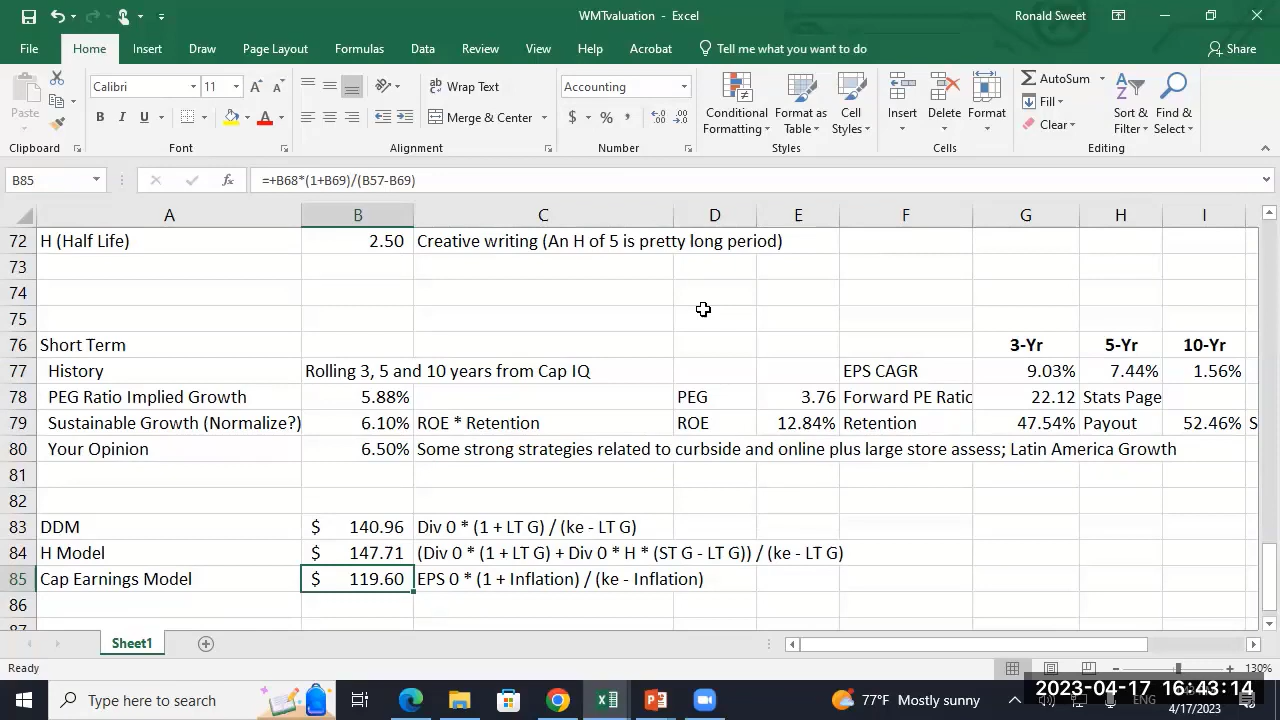 WMTvaluation - Excel
Ronald Sweet
File Home Insert Draw Page Layout Formulas Data Review View Help Acrobat Tell me what you want to do Share
Paste
Clipboard
Calibri 11
B I U
Font
Wrap Text
Merge & Center
Alignment
Accounting
$ % ,
Number
Conditional Formatting
Format as Table
Cell Styles
Styles
Insert Delete Format
Cells
AutoSum
Fill
Clear
Sort & Filter
Find & Select
Editing
B85 fx =+B68*(1+B69)/(B57-B69)
A B C D E F G H I
72 H (Half Life) 2.50 Creative writing (An H of 5 is pretty long period)
73
74
75
76 Short Term 3-Yr 5-Yr 10-Yr
77 History Rolling 3, 5 and 10 years from Cap IQ EPS CAGR 9.03% 7.44% 1.56%
78 PEG Ratio Implied Growth 5.88% PEG 3.76 Forward PE Ratio 22.12 Stats Page
79 Sustainable Growth (Normalize?) 6.10% ROE * Retention ROE 12.84% Retention 47.54% Payout 52.46% S
80 Your Opinion 6.50% Some strong strategies related to curbside and online plus large store assess; Latin America Growth
81
82
83 DDM $ 140.96 Div 0 * (1 + LT G) / (ke - LT G)
84 H Model $ 147.71 (Div 0 * (1 + LT G) + Div 0 * H * (ST G - LT G)) / (ke - LT G)
85 Cap Earnings Model $ 119.60 EPS 0 * (1 + Inflation) / (ke - Inflation)
86
87
Sheet1
Ready
130%
Type here to search
77°F Mostly sunny
ENG
2023-04-17 16:43:14
4/17/2023